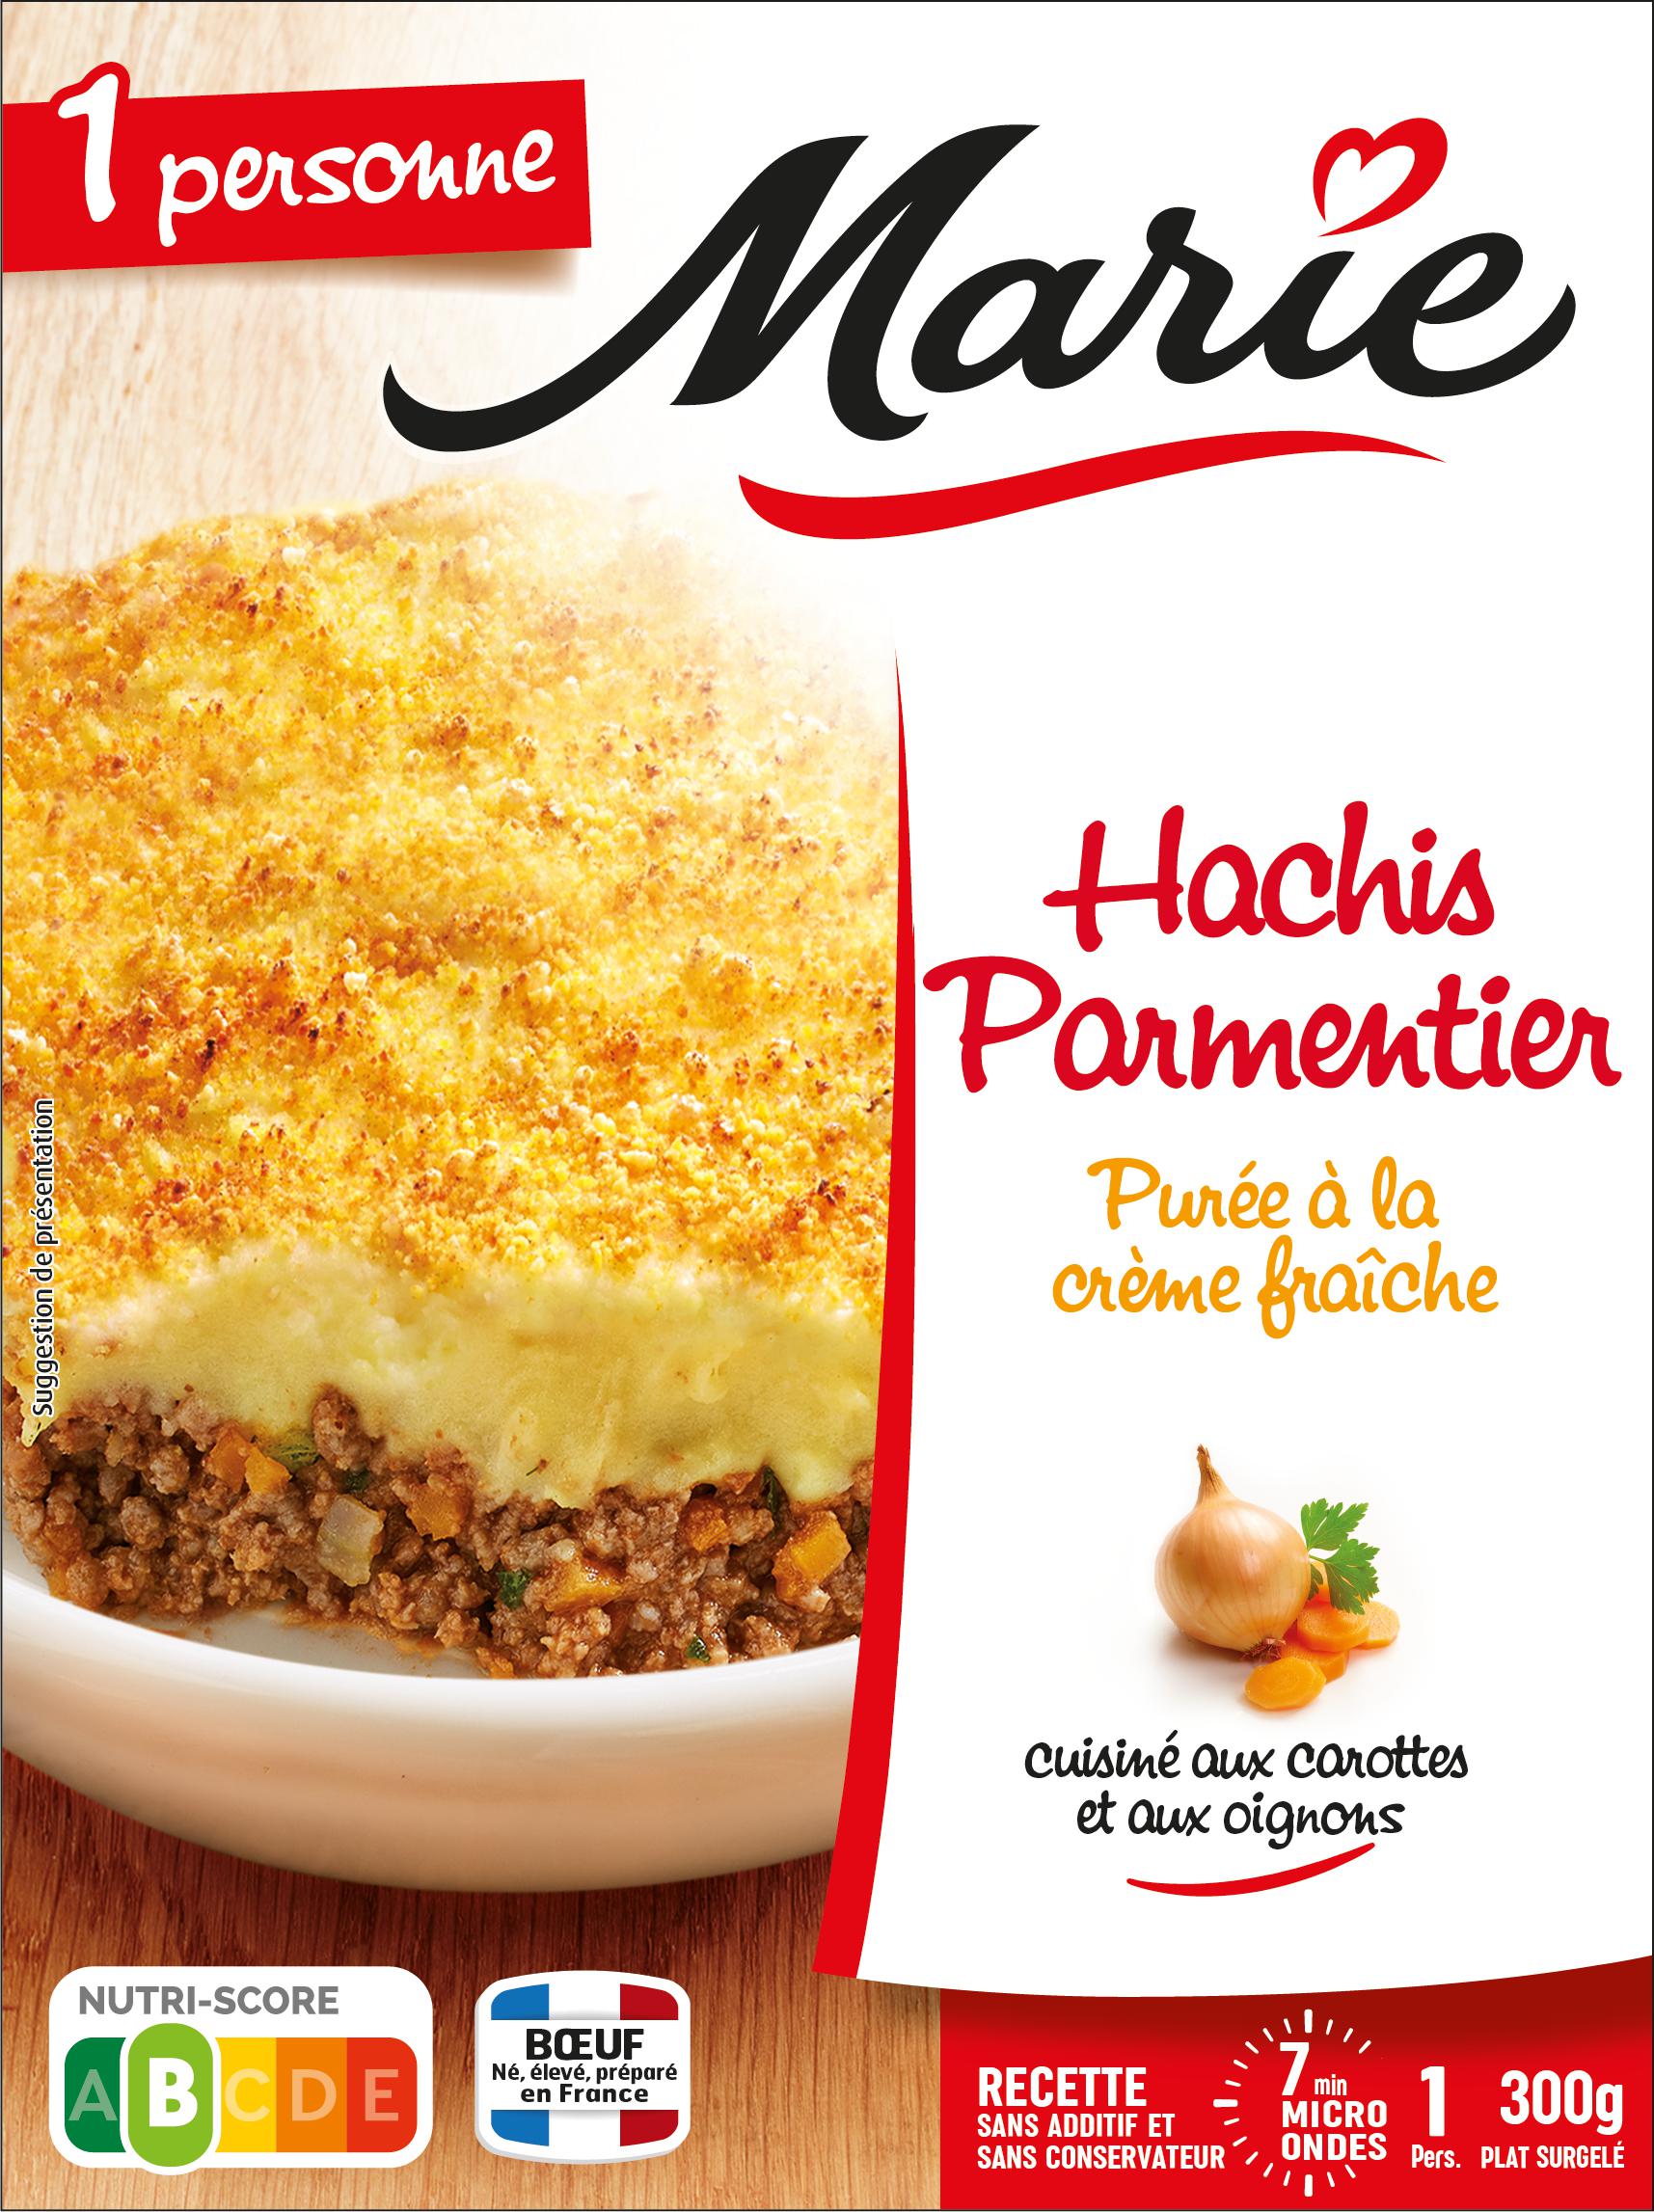 1 personne
Marie
Hachis
Parmentier
Purée à la
crème fraîche
Suggestion de présentation
cuisiné aux carottes
et aux oignons
NUTRI-SCORE
A B C D E
BŒUF
Né, élevé, préparé
en France
RECETTE
SANS ADDITIF ET
SANS CONSERVATEUR
7 min
MICRO
ONDES
1
Pers.
300g
PLAT SURGELÉ